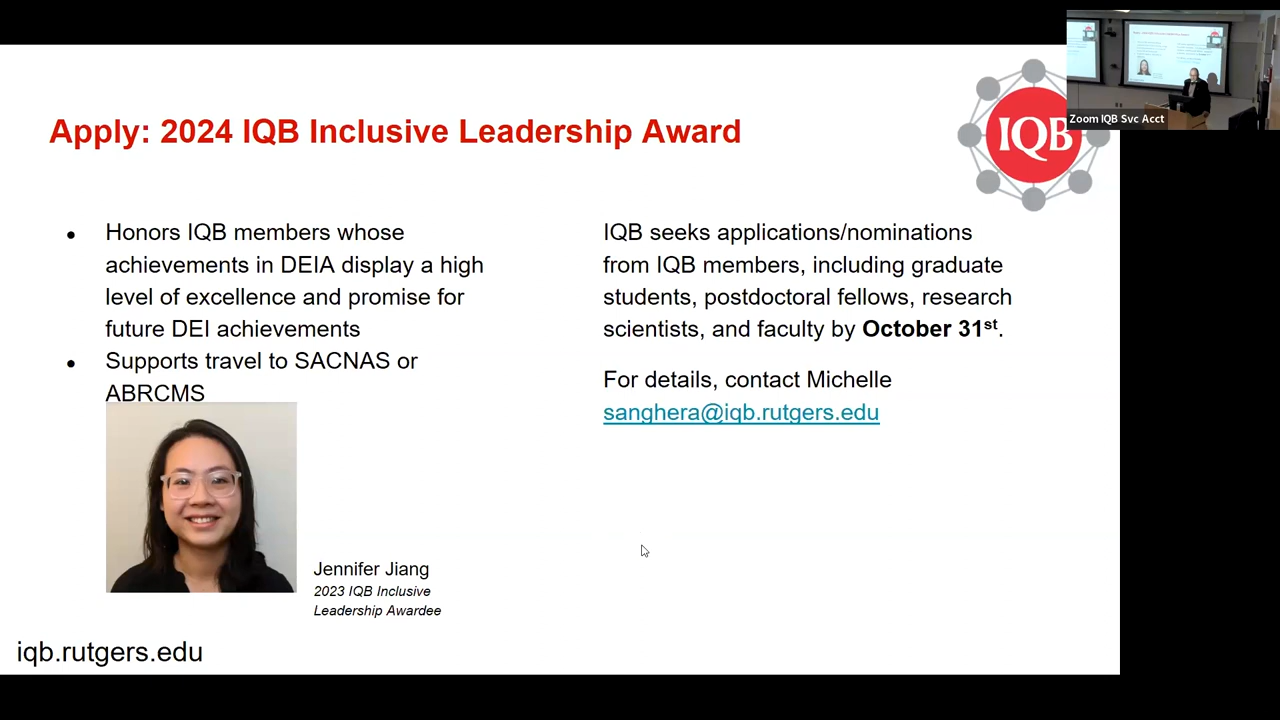 Apply: 2024 IQB Inclusive Leadership Award
IQB
Zoom IQB Svc Acct
● Honors IQB members whose
achievements in DEIA display a high
level of excellence and promise for
future DEI achievements
● Supports travel to SACNAS or
ABRCMS
IQB seeks applications/nominations
from IQB members, including graduate
students, postdoctoral fellows, research
scientists, and faculty by October 31st.
For details, contact Michelle
sanghera@iqb.rutgers.edu
Jennifer Jiang
2023 IQB Inclusive
Leadership Awardee
iqb.rutgers.edu